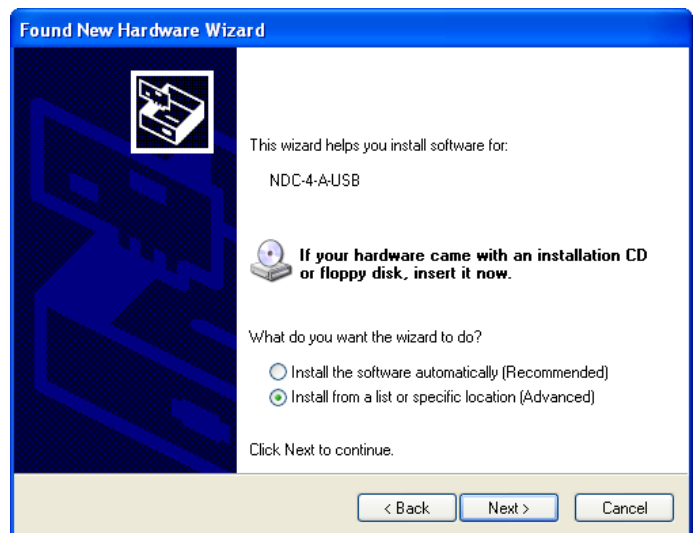 Found New Hardware Wizard
This wizard helps you install software for:
NDC-4-A-USB
If your hardware came with an installation CD
or floppy disk, insert it now.
What do you want the wizard to do?
Install the software automatically (Recommended)
Install from a list or specific location (Advanced)
Click Next to continue.
< Back Next > Cancel